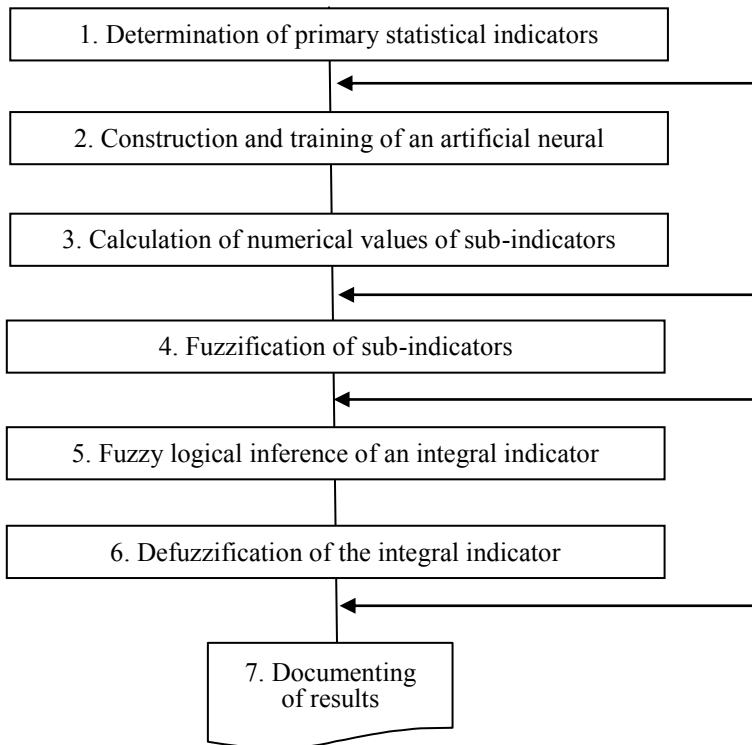 1. Determination of primary statistical indicators
2. Construction and training of an artificial neural
3. Calculation of numerical values of sub-indicators
4. Fuzzification of sub-indicators
5. Fuzzy logical inference of an integral indicator
6. Defuzzification of the integral indicator
7. Documenting
of results